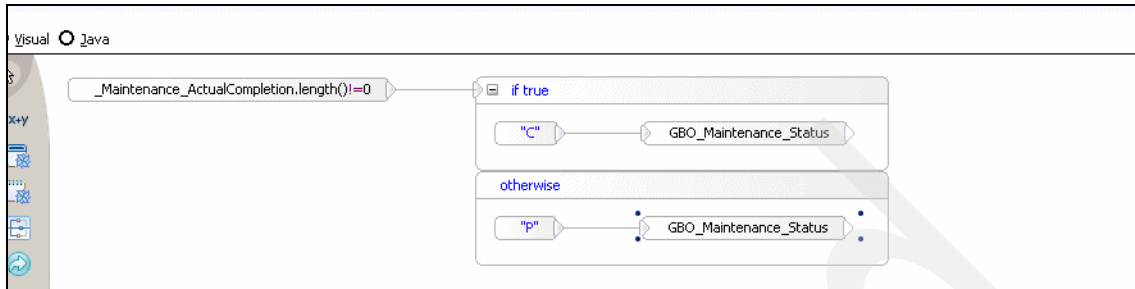 Visual Java
_Maintenance_ActualCompletion.length()!=0
if true
x+y
"C" GBO_Maintenance_Status
otherwise
"P" GBO_Maintenance_Status